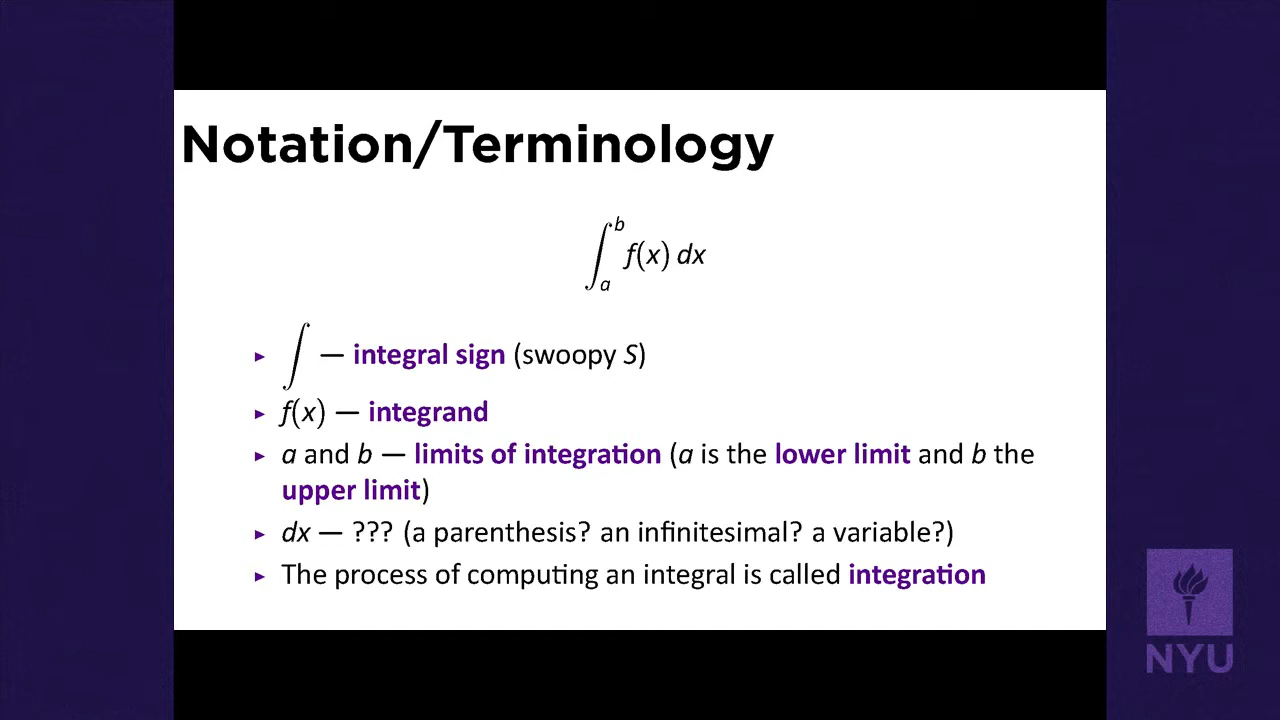 Notation/Terminology
∫_a^b f(x) dx
▸ ∫ — integral sign (swoopy S)
▸ f(x) — integrand
▸ a and b — limits of integration (a is the lower limit and b the
upper limit)
▸ dx — ??? (a parenthesis? an infinitesimal? a variable?)
▸ The process of computing an integral is called integration
NYU